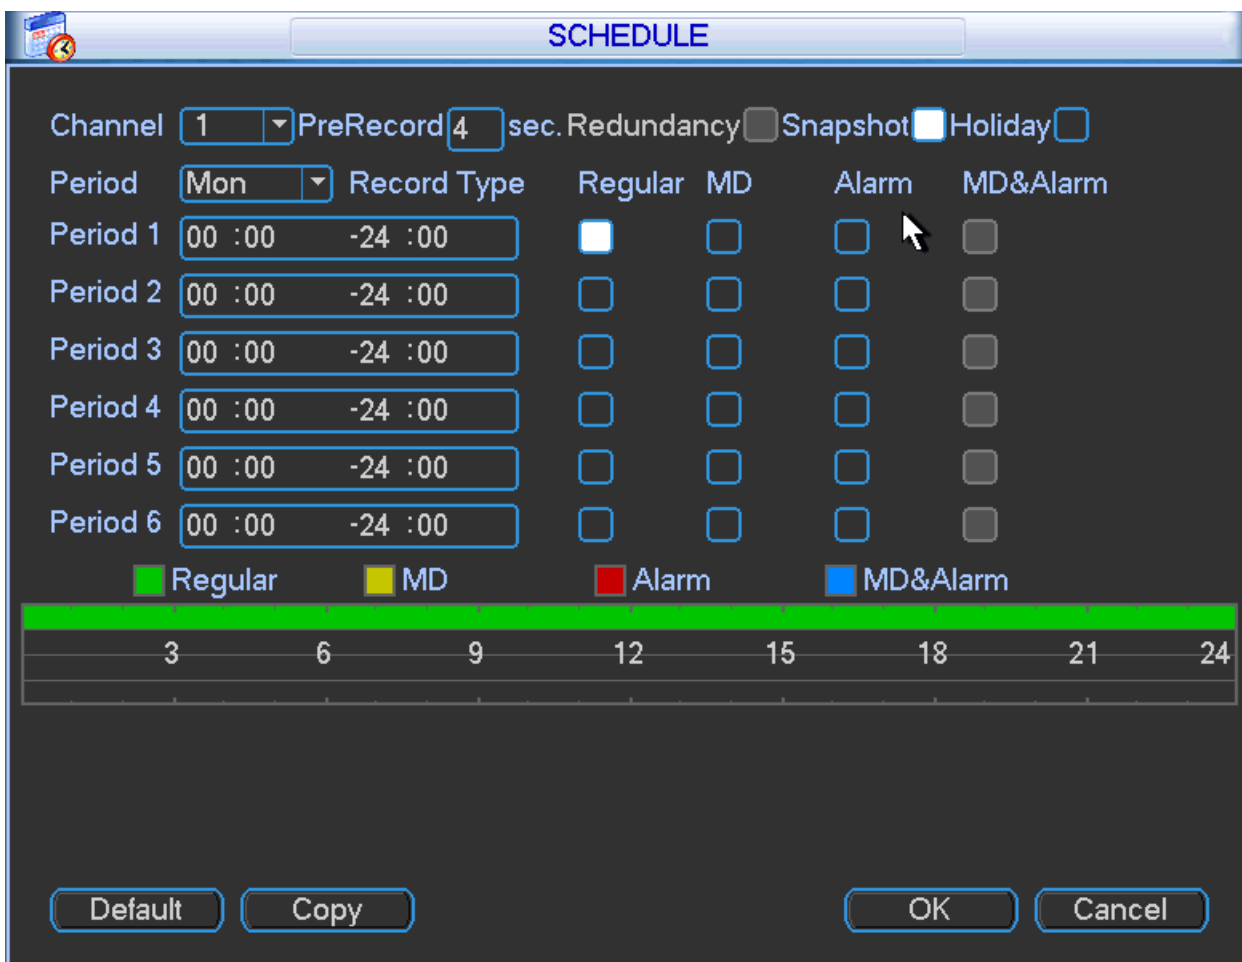 SCHEDULE
Channel 1 PreRecord 4 sec. Redundancy Snapshot Holiday
Period Mon Record Type Regular MD Alarm MD&Alarm
Period 1 00 :00 -24 :00
Period 2 00 :00 -24 :00
Period 3 00 :00 -24 :00
Period 4 00 :00 -24 :00
Period 5 00 :00 -24 :00
Period 6 00 :00 -24 :00
Regular MD Alarm MD&Alarm
3 6 9 12 15 18 21 24
Default Copy OK Cancel